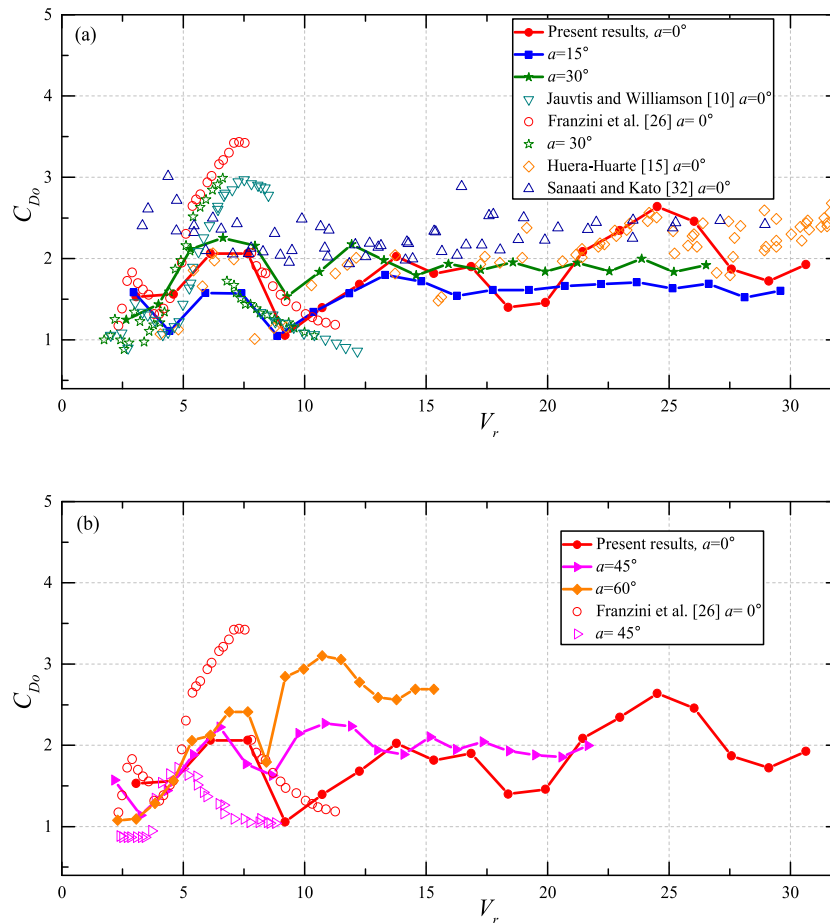 (a)
Present results, a=0°
a=15°
a=30°
Jauvtis and Williamson [10] a=0°
Franzini et al. [26] a= 0°
a= 30°
Huera-Huarte [15] a=0°
Sanaati and Kato [32] a=0°
5
4
3
2
1
C_Do
0 5 10 15 20 25 30
V_r
(b)
Present results, a=0°
a=45°
a=60°
Franzini et al. [26] a= 0°
a= 45°
5
4
3
2
1
C_Do
0 5 10 15 20 25 30
V_r